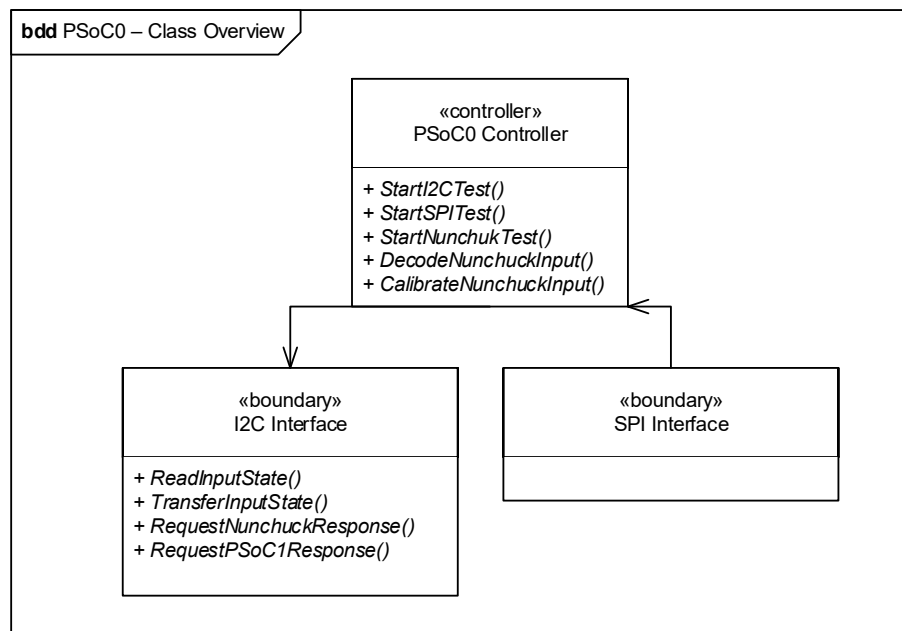 bdd PSoC0 – Class Overview
«controller»
PSoC0 Controller
+ StartI2CTest()
+ StartSPITest()
+ StartNunchukTest()
+ DecodeNunchuckInput()
+ CalibrateNunchuckInput()
«boundary»
I2C Interface
+ ReadInputState()
+ TransferInputState()
+ RequestNunchuckResponse()
+ RequestPSoC1Response()
«boundary»
SPI Interface